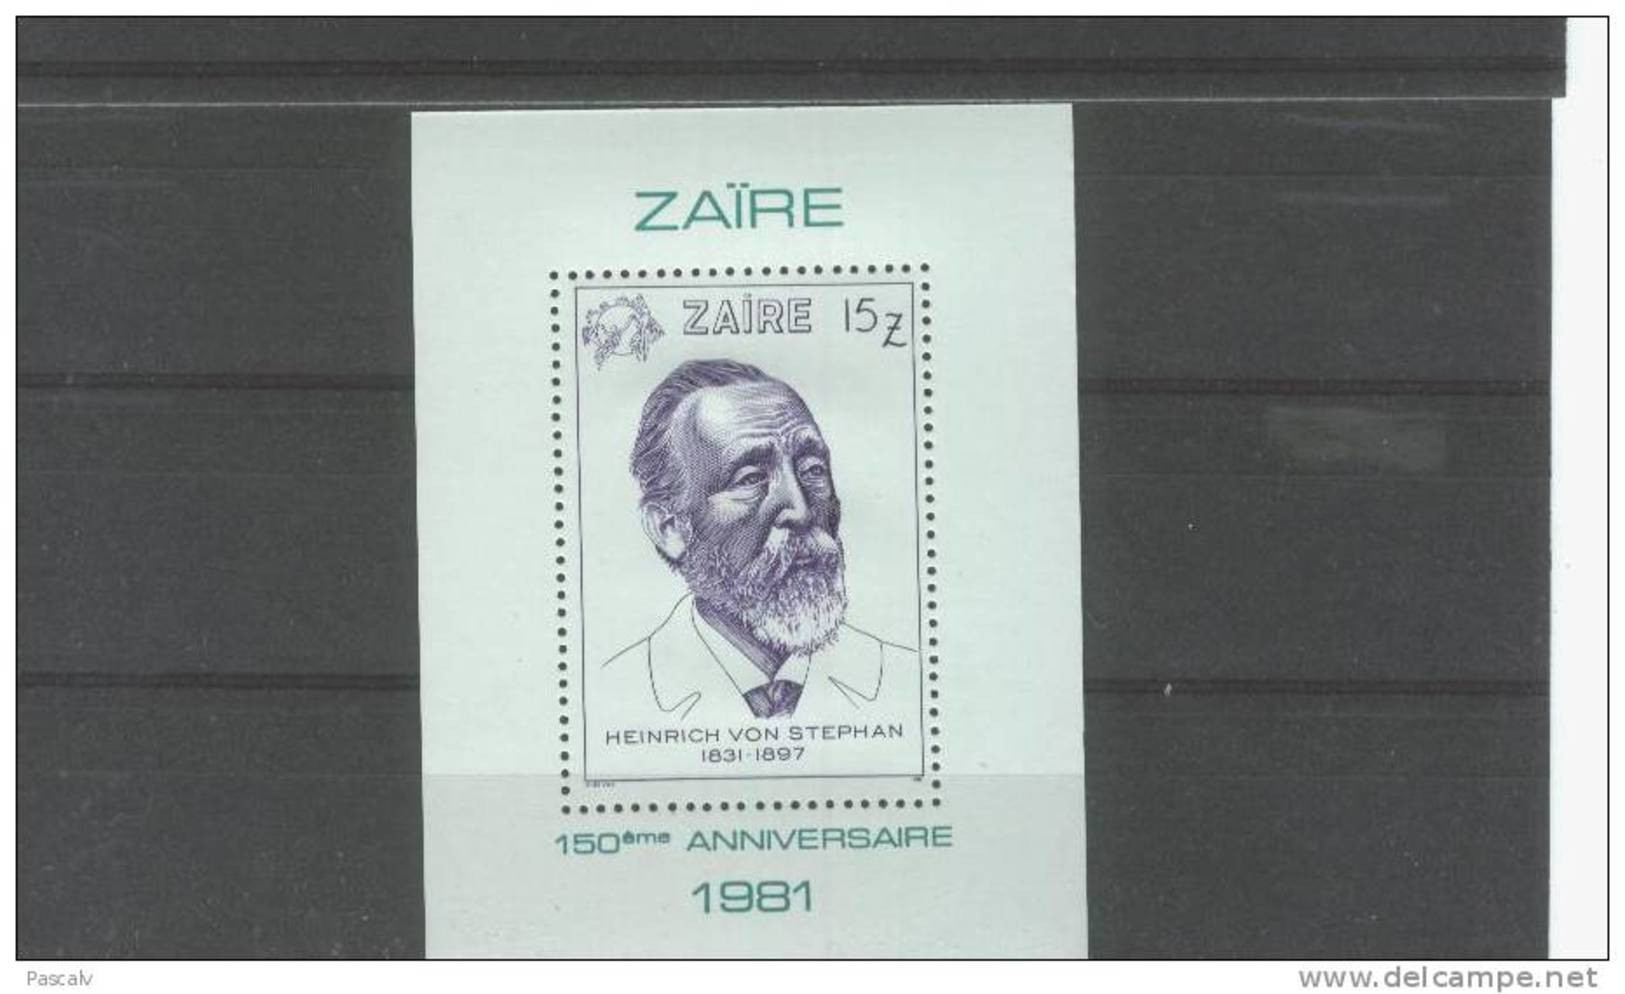 ZAÏRE
ZAÏRE 15Z
HEINRICH VON STEPHAN
1831-1897
150ème ANNIVERSAIRE
1981
Pascalv
www.delcampe.net